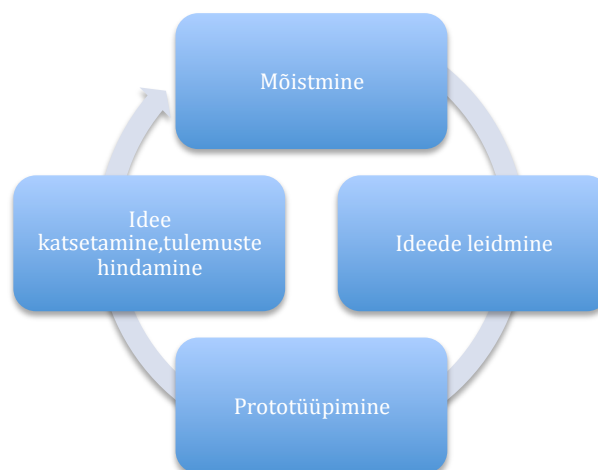 Mõistmine
Ideede leidmine
Prototüüpimine
Idee
katsetamine,tulemuste
hindamine